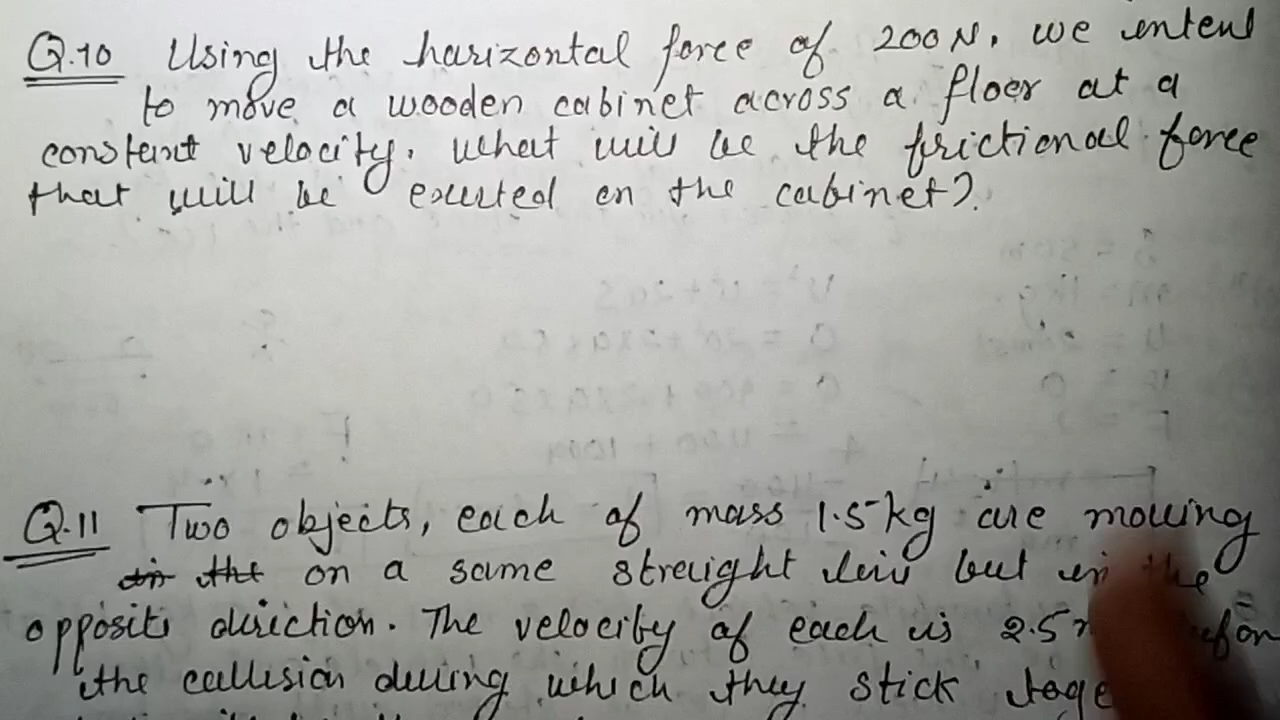 Q.10 Using the harizontal force of 200 N, we intend
to move a wooden cabinet across a floor at a
constant velocity. What will be the frictional force
that will be exerted on the cabinet?
Q.11 Two objects, each of mass 1.5 kg are moving
on a same straight line but in the
opposite direction. The velocity of each is 2.5
the collision during which they stick